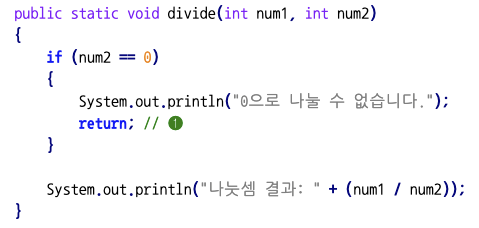 public static void divide(int num1, int num2)
{
    if (num2 == 0)
    {
        System.out.println("0으로 나눌 수 없습니다.");
        return; // ❶
    }

    System.out.println("나눗셈 결과: " + (num1 / num2));
}